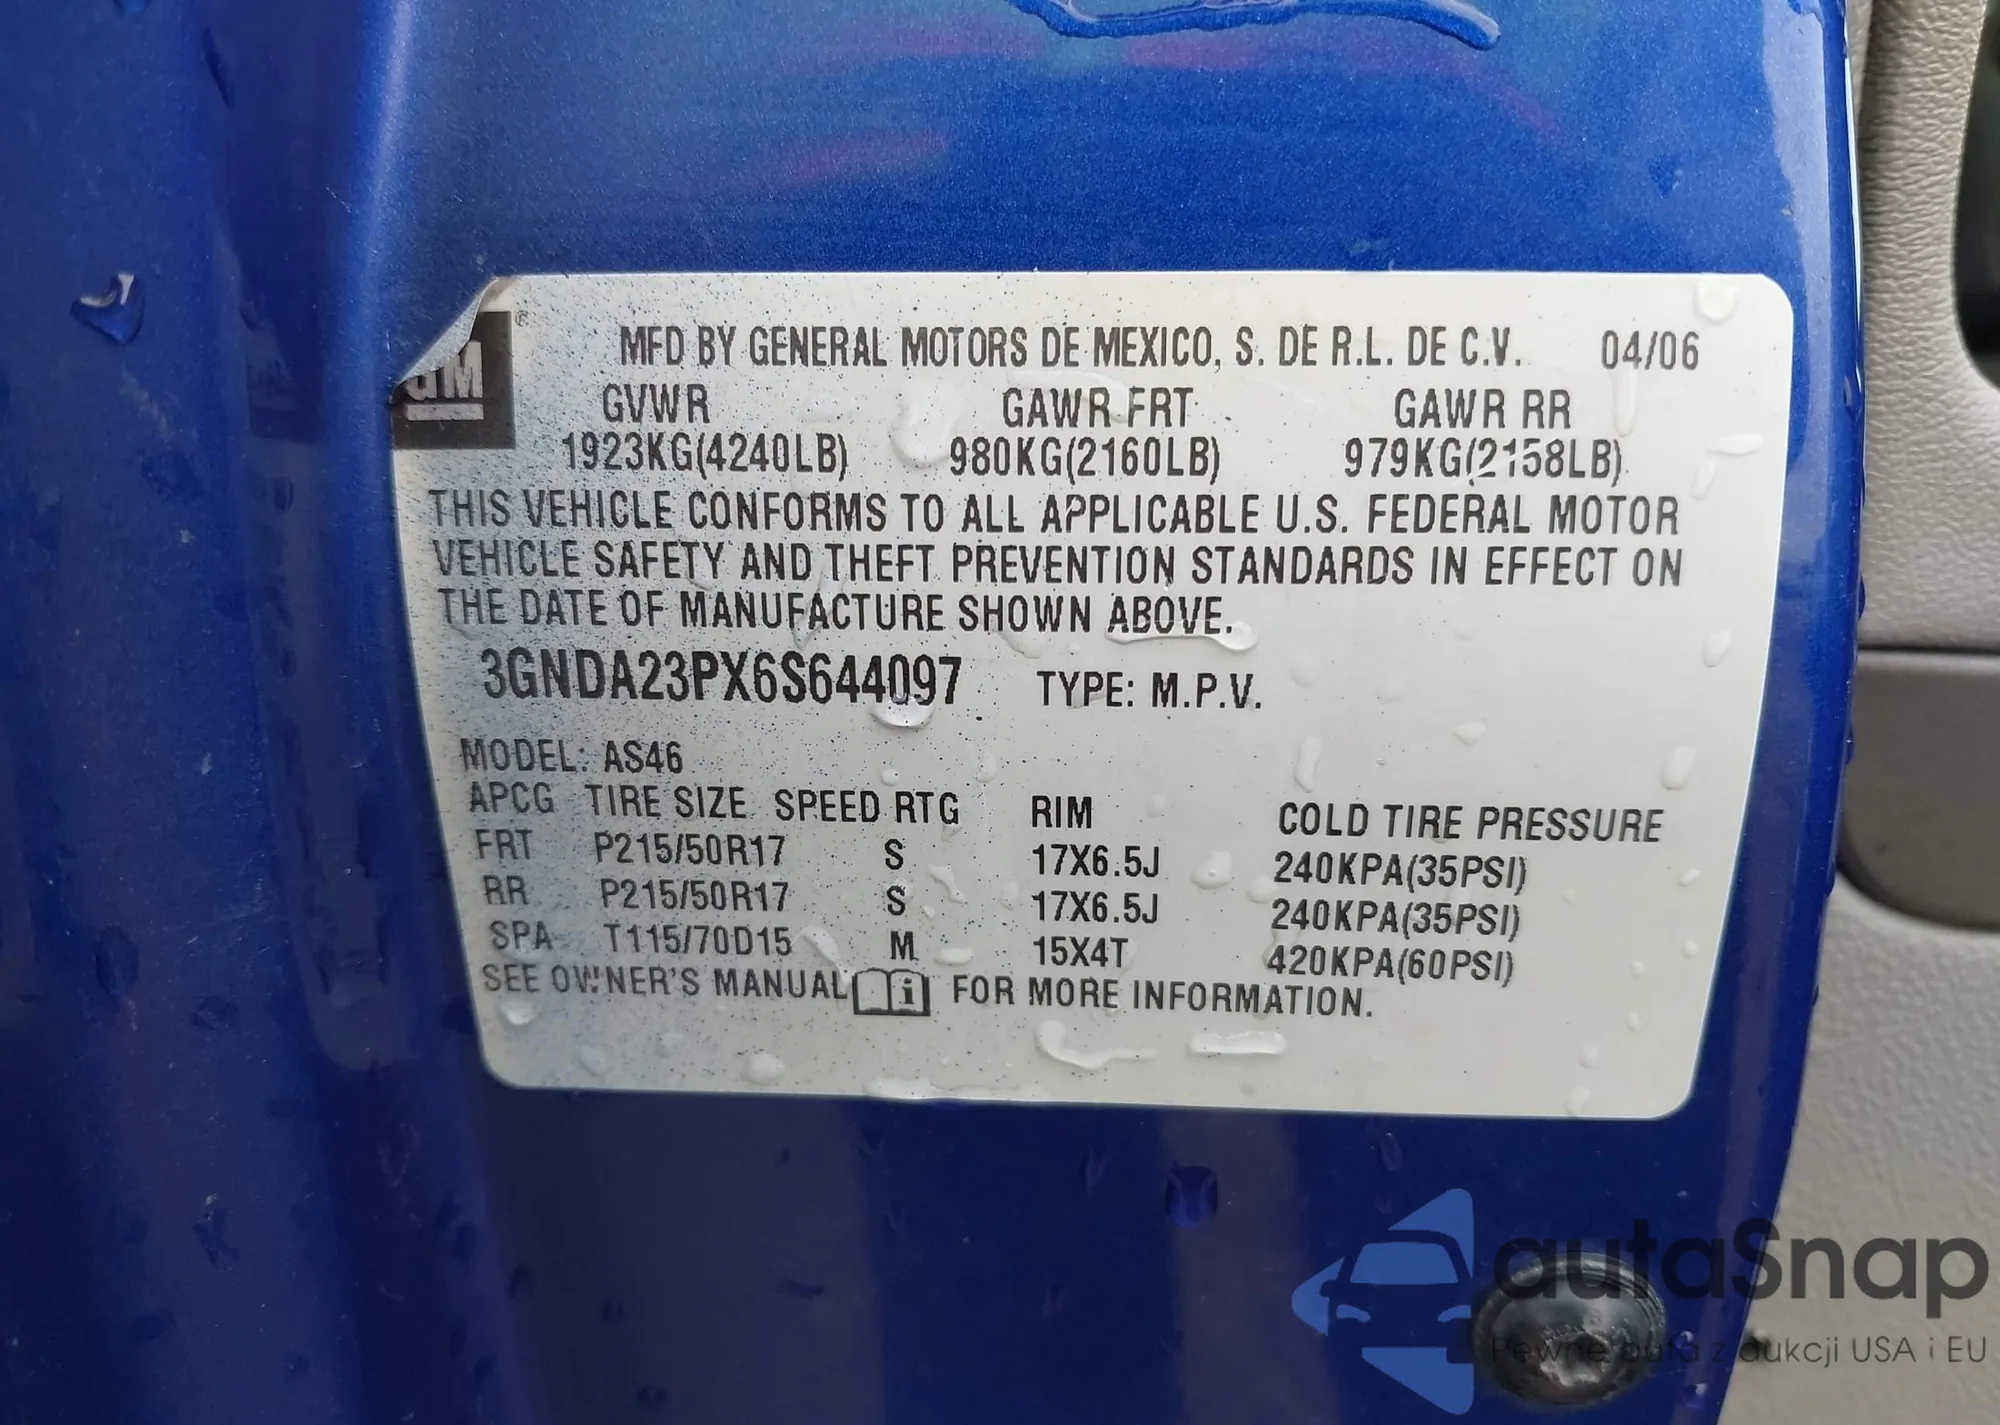 GM ®
MFD BY GENERAL MOTORS DE MEXICO, S. DE R.L. DE C.V. 04/06
GVWR GAWR FRT GAWR RR
1923KG(4240LB) 980KG(2160LB) 979KG(2158LB)
THIS VEHICLE CONFORMS TO ALL APPLICABLE U.S. FEDERAL MOTOR
VEHICLE SAFETY AND THEFT PREVENTION STANDARDS IN EFFECT ON
THE DATE OF MANUFACTURE SHOWN ABOVE.
3GNDA23PX6S644097 TYPE: M.P.V.
MODEL: AS46
APCG TIRE SIZE SPEED RTG RIM COLD TIRE PRESSURE
FRT P215/50R17 S 17X6.5J 240KPA(35PSI)
RR P215/50R17 S 17X6.5J 240KPA(35PSI)
SPA T115/70D15 M 15X4T 420KPA(60PSI)
SEE OWNER'S MANUAL i FOR MORE INFORMATION.
autaSnap
Pewne auta z aukcji USA i EU